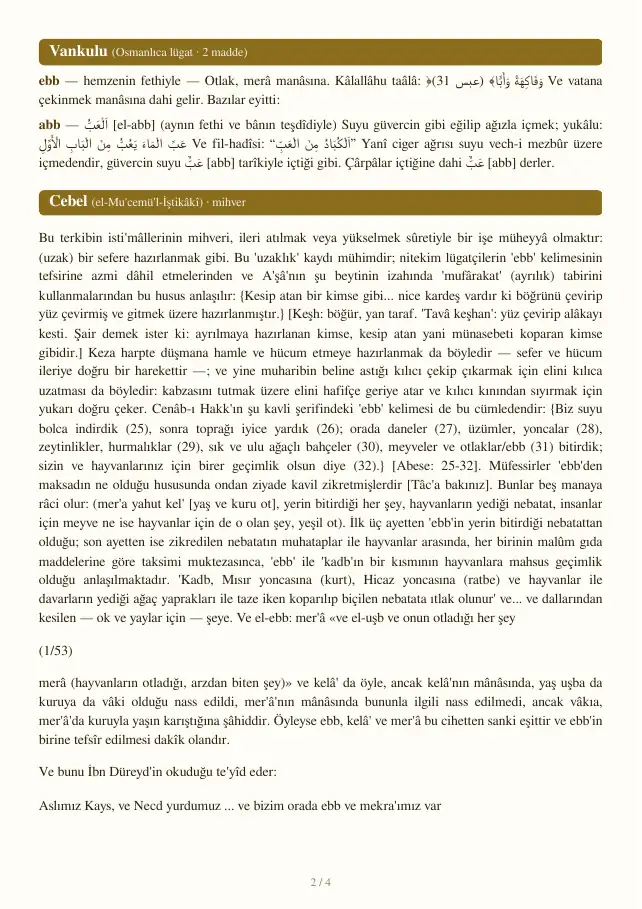 Vankulu (Osmanlıca lügat · 2 madde)
ebb — hemzenin fethiyle — Otlak, merâ manâsına. Kâlallâhu taâlâ: ﴿وَفَاكِهَةً وَأَبًّا﴾ (عبس 31) Ve vatana
çekinmek manâsına dahi gelir. Bazılar eyitti:
abb — اَلْعَبُّ [el-abb] (aynın fethi ve bânın teşdîdiyle) Suyu güvercin gibi eğilip ağızla içmek; yukâlu:
عَبّ الْمَاءَ يَعُبُّ مِنَ الْبَابِ الْأَوَّلِ Ve fil-hadîsi: “اَلْكُبَادُ مِنَ الْعَبِّ” Yanî ciger ağrısı suyu vech-i mezbûr üzere
içmedendir, güvercin suyu عَبٌّ [abb] tarîkiyle içtiği gibi. Çârpâlar içtiğine dahi عَبٌّ [abb] derler.
Cebel (el-Mu'cemü'l-İştikâkî) · mihver
Bu terkibin isti'mâllerinin mihveri, ileri atılmak veya yükselmek sûretiyle bir işe müheyyâ olmaktır:
(uzak) bir sefere hazırlanmak gibi. Bu 'uzaklık' kaydı mühimdir; nitekim lügatçilerin 'ebb' kelimesinin
tefsirine azmi dâhil etmelerinden ve A'şâ'nın şu beytinin izahında 'mufârakat' (ayrılık) tabirini
kullanmalarından bu husus anlaşılır: {Kesip atan bir kimse gibi... nice kardeş vardır ki böğrünü çevirip
yüz çevirmiş ve gitmek üzere hazırlanmıştır.} [Keşh: böğür, yan taraf. 'Tavâ keşhan': yüz çevirip alâkayı
kesti. Şair demek ister ki: ayrılmaya hazırlanan kimse, kesip atan yani münasebeti koparan kimse
gibidir.] Keza harpte düşmana hamle ve hücum etmeye hazırlanmak da böyledir — sefer ve hücum
ileriye doğru bir harekettir —; ve yine muharibin beline astığı kılıcı çekip çıkarmak için elini kılıca
uzatması da böyledir: kabzasını tutmak üzere elini hafifçe geriye atar ve kılıcı kınından sıyırmak için
yukarı doğru çeker. Cenâb-ı Hakk'ın şu kavli şerifindeki 'ebb' kelimesi de bu cümledendir: {Biz suyu
bolca indirdik (25), sonra toprağı iyice yardık (26); orada daneler (27), üzümler, yoncalar (28),
zeytinlikler, hurmalıklar (29), sık ve ulu ağaçlı bahçeler (30), meyveler ve otlaklar/ebb (31) bitirdik;
sizin ve hayvanlarınız için birer geçimlik olsun diye (32).} [Abese: 25-32]. Müfessirler 'ebb'den
maksadın ne olduğu hususunda ondan ziyade kavil zikretmişlerdir [Tâc'a bakınız]. Bunlar beş manaya
râci olur: (mer'a yahut kel' [yaş ve kuru ot], yerin bitirdiği her şey, hayvanların yediği nebatat, insanlar
için meyve ne ise hayvanlar için de o olan şey, yeşil ot). İlk üç ayetten 'ebb'in yerin bitirdiği nebatattan
olduğu; son ayetten ise zikredilen nebatatın muhataplar ile hayvanlar arasında, her birinin malûm gıda
maddelerine göre taksimi muktezasınca, 'ebb' ile 'kadb'ın bir kısmının hayvanlara mahsus geçimlik
olduğu anlaşılmaktadır. 'Kadb, Mısır yoncasına (kurt), Hicaz yoncasına (ratbe) ve hayvanlar ile
davarların yediği ağaç yaprakları ile taze iken koparılıp biçilen nebatata ıtlak olunur' ve... ve dallarından
kesilen — ok ve yaylar için — şeye. Ve el-ebb: mer'â «ve el-uşb ve onun otladığı her şey
(1/53)
merâ (hayvanların otladığı, arzdan biten şey)» ve kelâ' da öyle, ancak kelâ'nın mânâsında, yaş uşba da
kuruya da vâki olduğu nass edildi, mer'â'nın mânâsında bununla ilgili nass edilmedi, ancak vâkıa,
mer'â'da kuruyla yaşın karıştığına şâhiddir. Öyleyse ebb, kelâ' ve mer'â bu cihetten sanki eşittir ve ebb'in
birine tefsîr edilmesi dakîk olandır.
Ve bunu İbn Düreyd'in okuduğu te'yîd eder:
Aslımız Kays, ve Necd yurdumuz ... ve bizim orada ebb ve mekra'ımız var
2 / 4